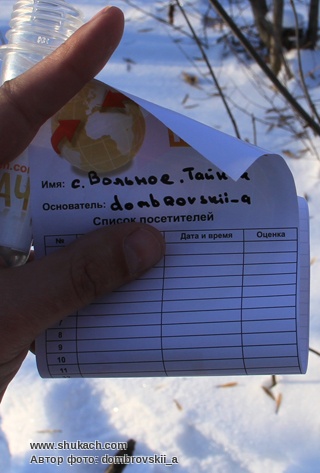 Имя: с. Вольное. Тайн
Основатель: dombrovskii-a
Список посетителей
№ Дата и время Оценка
7
8
9
10
11
www.shukach.com
Автор фото: dombrovskii_a